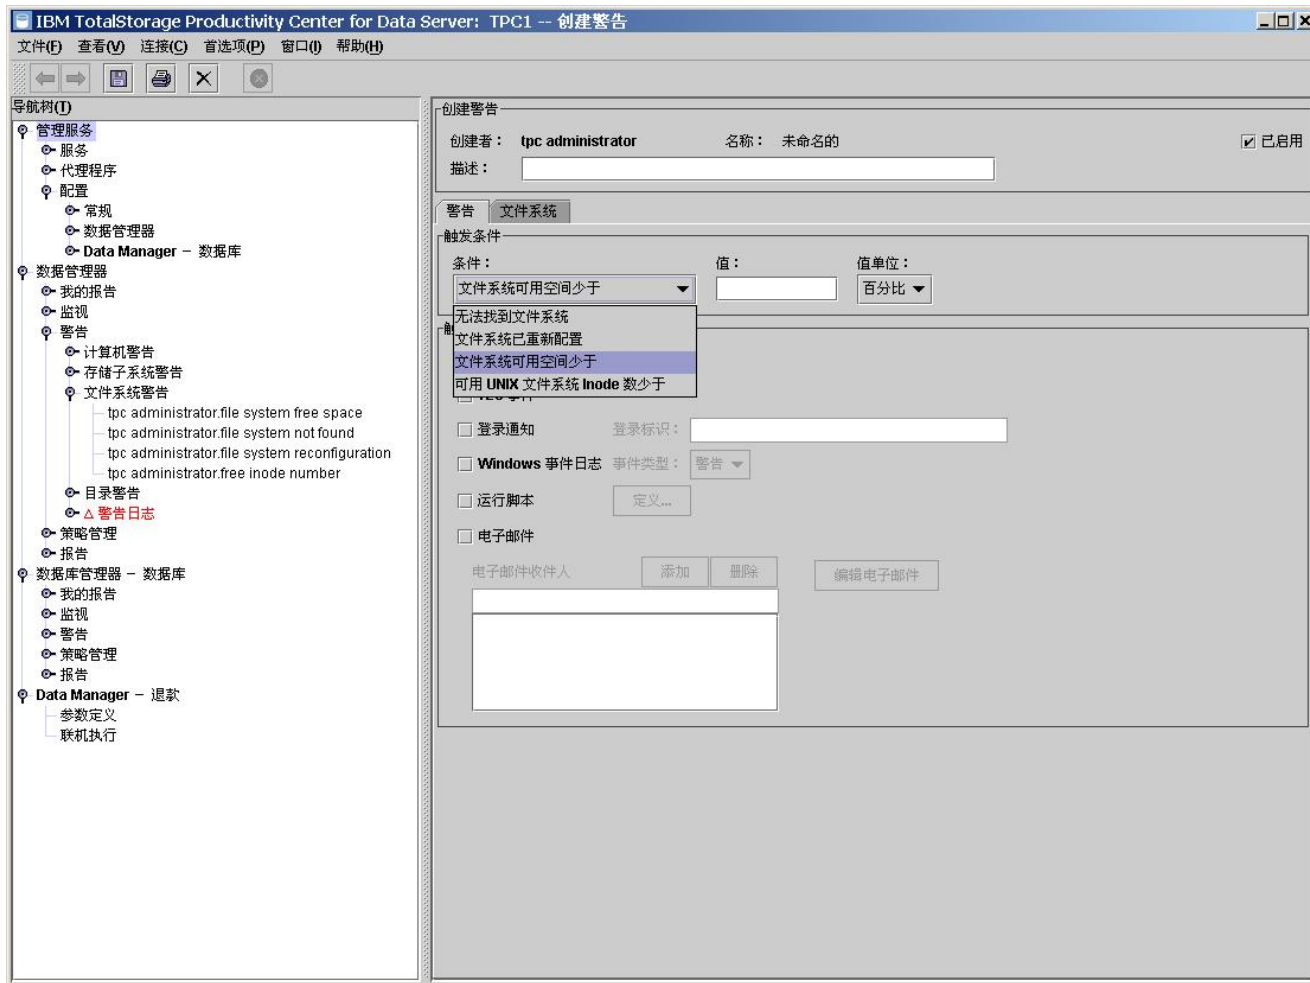 IBM TotalStorage Productivity Center for Data Server: TPC1 -- 创建警告
文件(F) 查看(V) 连接(C) 首选项(P) 窗口(I) 帮助(H)
导航树(T)
管理服务
服务
代理程序
配置
常规
数据管理器
Data Manager － 数据库
数据管理器
我的报告
监视
警告
计算机警告
存储子系统警告
文件系统警告
tpc administrator.file system free space
tpc administrator.file system not found
tpc administrator.file system reconfiguration
tpc administrator.free inode number
目录警告
警告日志
策略管理
报告
数据库管理器 － 数据库
我的报告
监视
警告
策略管理
报告
Data Manager － 退款
参数定义
联机执行
创建警告
创建者： tpc administrator 名称： 未命名的 已启用
描述：
警告 文件系统
触发条件
条件： 值： 值单位：
文件系统可用空间少于 百分比
无法找到文件系统
文件系统已重新配置
文件系统可用空间少于
可用 UNIX 文件系统 Inode 数少于
登录通知 登录标识：
Windows 事件日志 事件类型： 警告
运行脚本 定义...
电子邮件
电子邮件收件人 添加 删除 编辑电子邮件